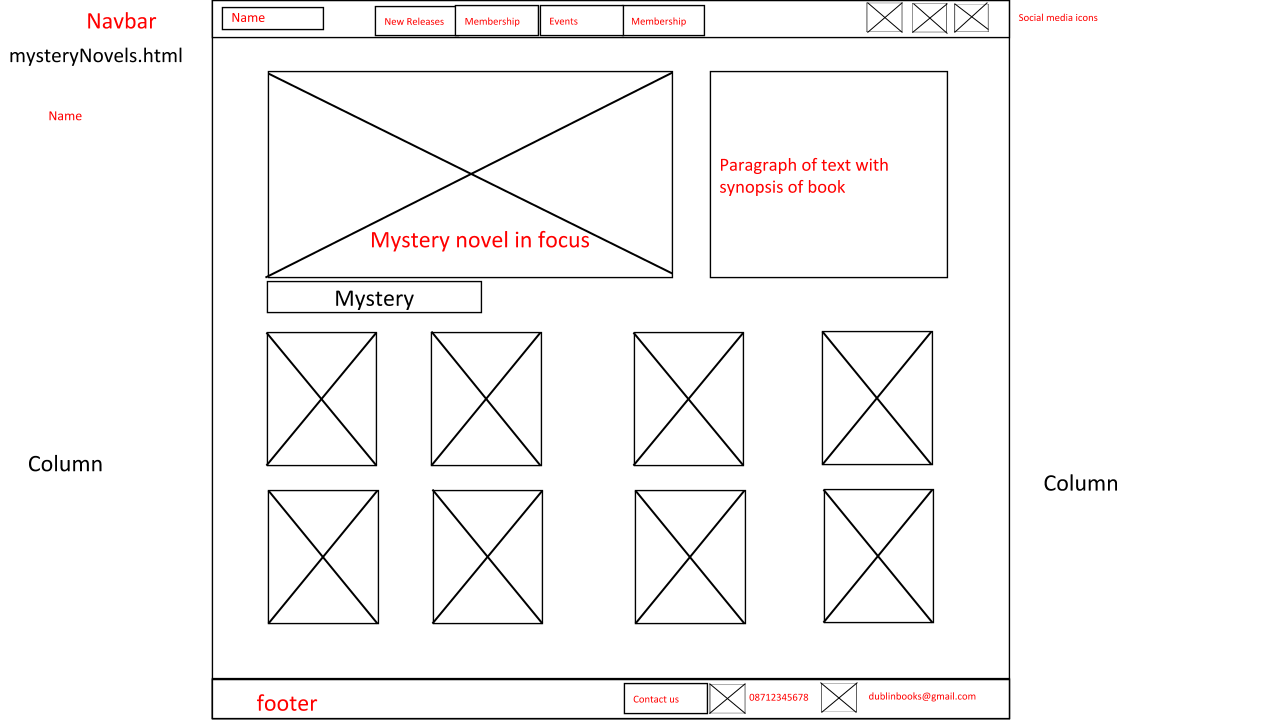 Navbar
Name
New Releases
Membership
Events
Membership
Social media icons
mysteryNovels.html
Name
Paragraph of text with
synopsis of book
Mystery novel in focus
Mystery
Column
Column
footer
Contact us
08712345678
dublinbooks@gmail.com